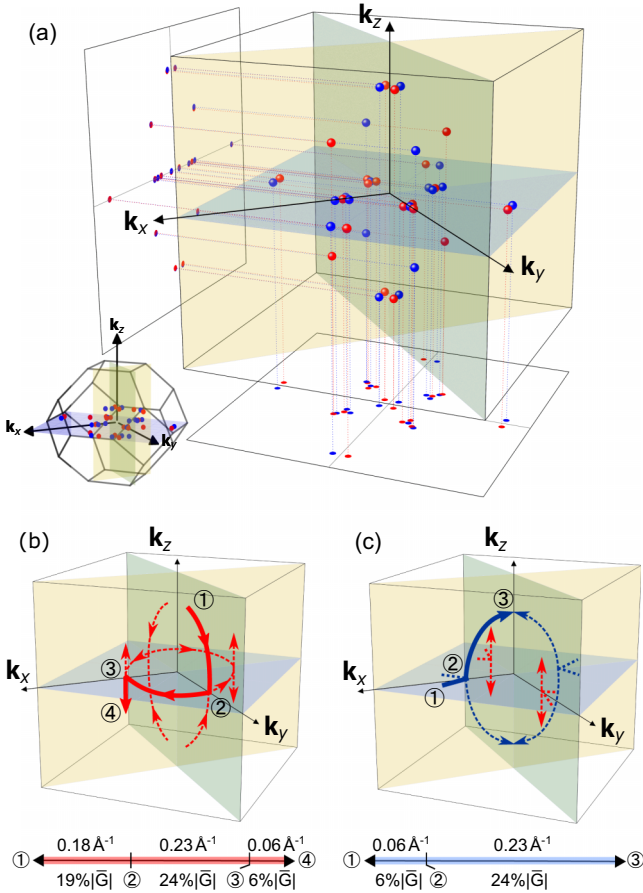 (a)
k_z
k_x
k_y
k_z
k_x
k_y
(b)
k_z
①
k_x
③
②
④
k_y
(c)
k_z
③
k_x
②
①
k_y
0.18 Å⁻¹ 0.23 Å⁻¹ 0.06 Å⁻¹
① ④
19%|G̅| ② 24%|G̅| ③ 6%|G̅|
0.06 Å⁻¹ 0.23 Å⁻¹
① ③
6%|G̅| ② 24%|G̅|